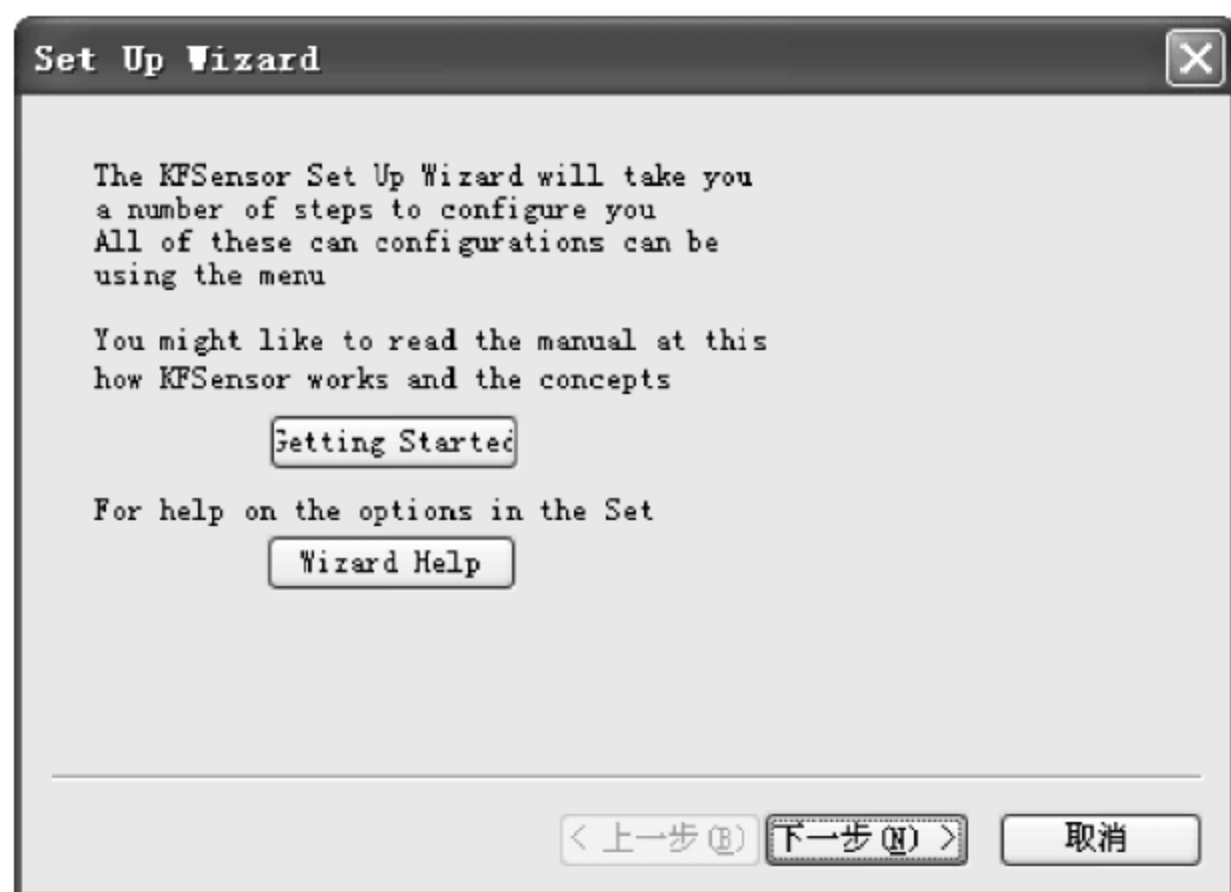 Set Up Wizard
The KFSensor Set Up Wizard will take you
a number of steps to configure you
All of these can configurations can be
using the menu
You might like to read the manual at this
how KFSensor works and the concepts
Getting Started
For help on the options in the Set
Wizard Help
< 上一步(B) 下一步(N) > 取消